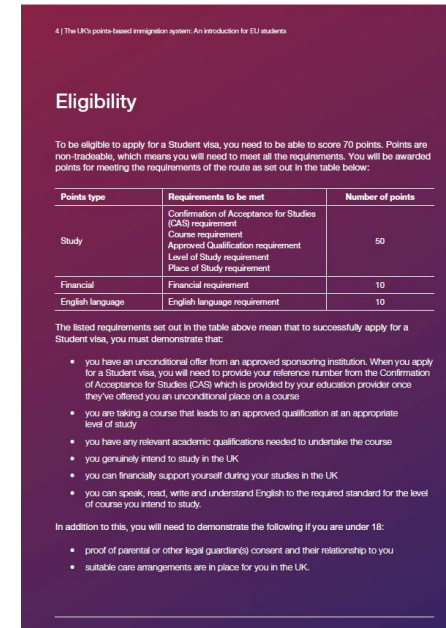 4 | The UK's points-based immigration system: An introduction for EU students
Eligibility
To be eligible to apply for a Student visa, you need to be able to score 70 points. Points are
non-tradeable, which means you will need to meet all the requirements. You will be awarded
points for meeting the requirements of the route as set out in the table below:
Points type Requirements to be met Number of points
Study
Confirmation of Acceptance for Studies
(CAS) requirement
Course requirement
Approved Qualification requirement
Level of Study requirement
Place of Study requirement
50
Financial Financial requirement 10
English language English language requirement 10
The listed requirements set out in the table above mean that to successfully apply for a
Student visa, you must demonstrate that:
• you have an unconditional offer from an approved sponsoring institution. When you apply
for a Student visa, you will need to provide your reference number from the Confirmation
of Acceptance for Studies (CAS) which is provided by your education provider once
they've offered you an unconditional place on a course
• you are taking a course that leads to an approved qualification at an appropriate
level of study
• you have any relevant academic qualifications needed to undertake the course
• you genuinely intend to study in the UK
• you can financially support yourself during your studies in the UK
• you can speak, read, write and understand English to the required standard for the level
of course you intend to study.
In addition to this, you will need to demonstrate the following if you are under 18:
• proof of parental or other legal guardian(s) consent and their relationship to you
• suitable care arrangements are in place for you in the UK.